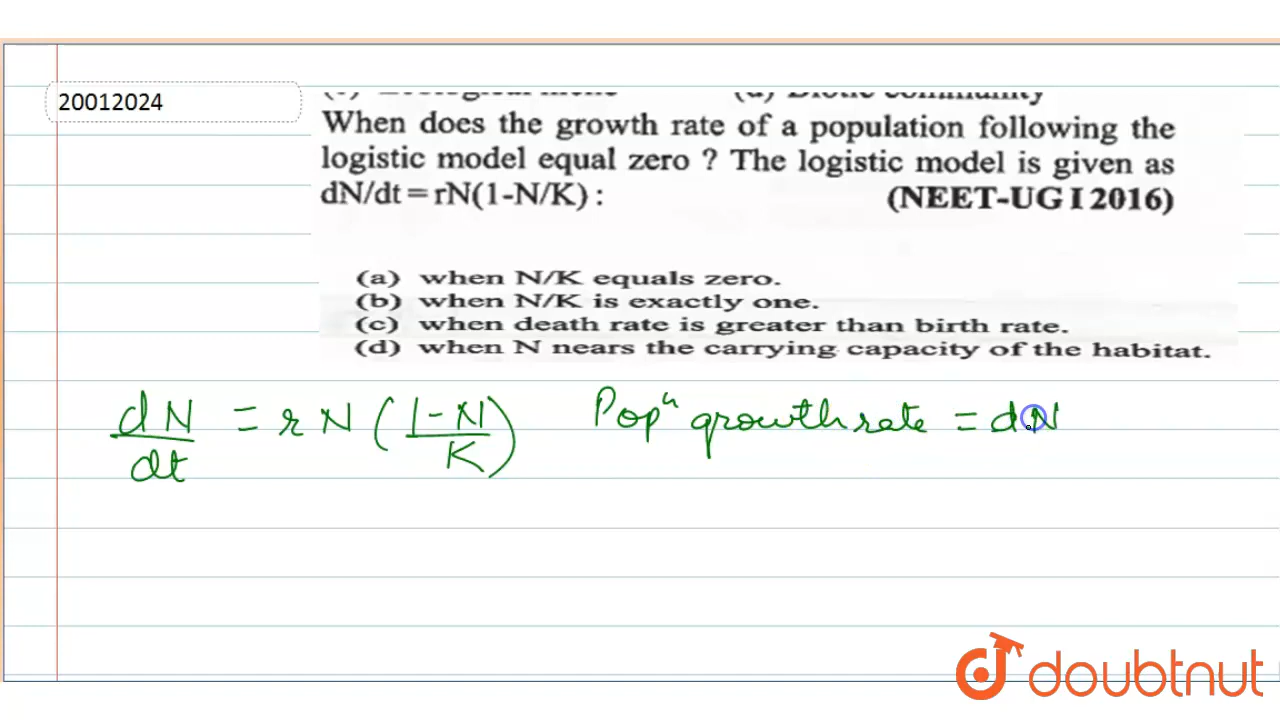 20012024
(d) Biotic community
When does the growth rate of a population following the
logistic model equal zero ? The logistic model is given as
dN/dt = rN(1-N/K) : (NEET-UG I 2016)
(a) when N/K equals zero.
(b) when N/K is exactly one.
(c) when death rate is greater than birth rate.
(d) when N nears the carrying capacity of the habitat.
dN/dt = rN(1-N/K) Popⁿ growth rate = dN
doubtnut